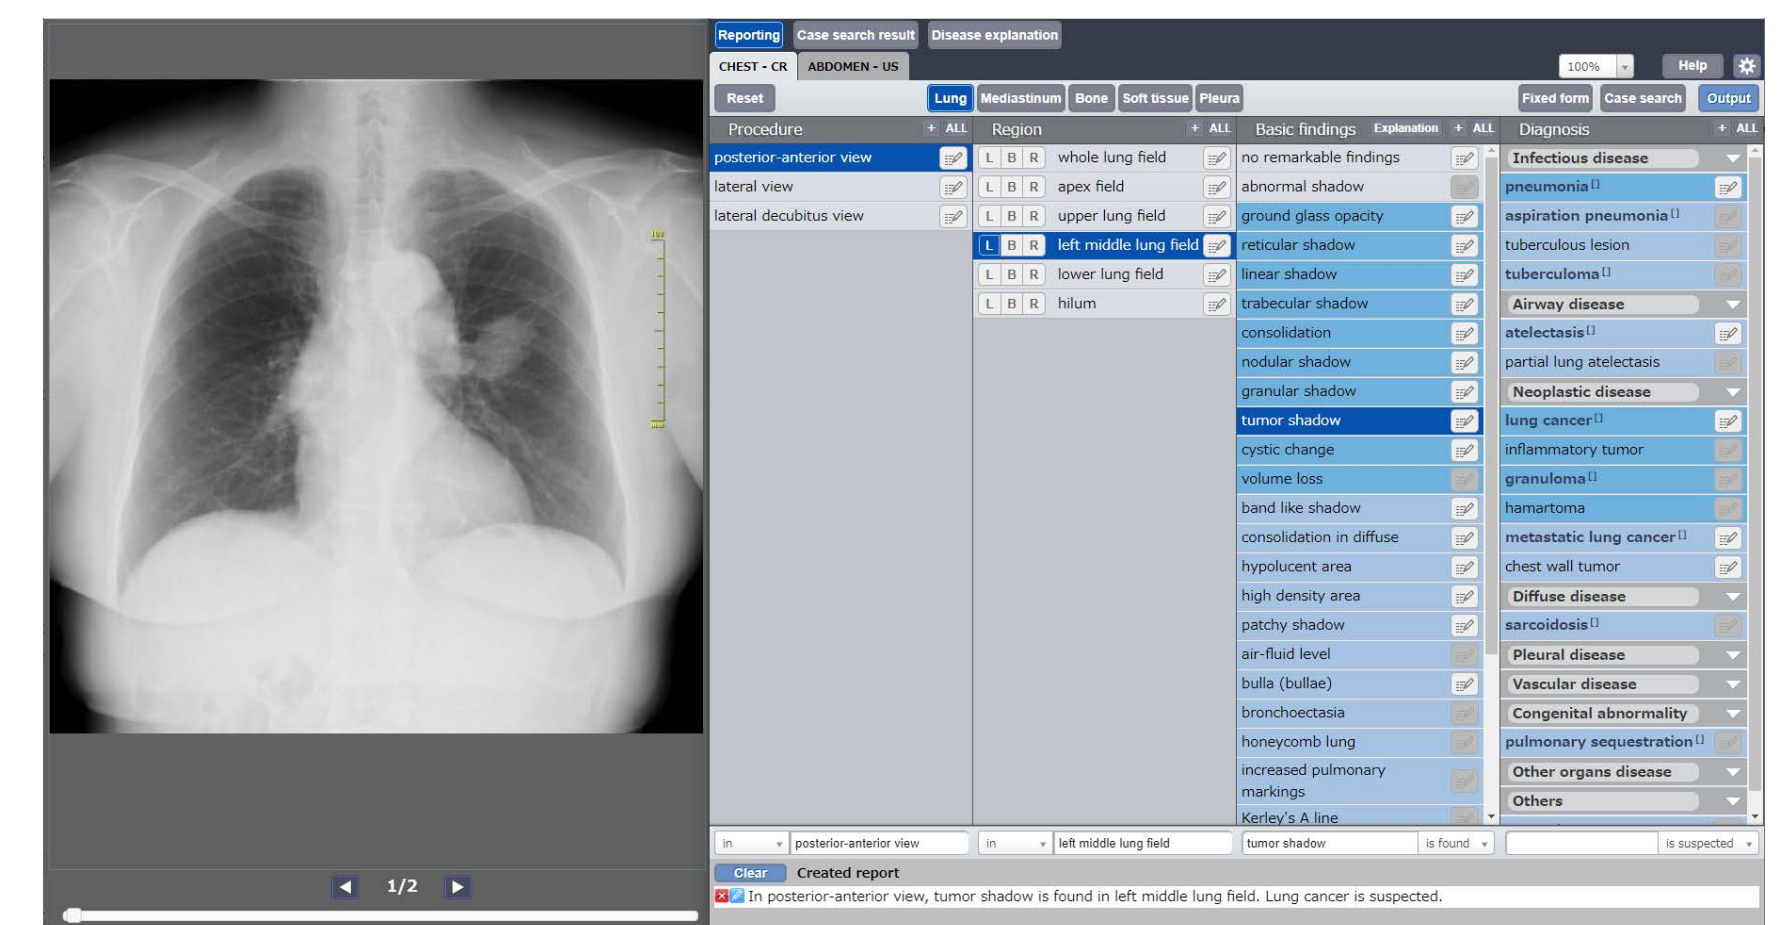 Reporting Case search result Disease explanation
CHEST - CR ABDOMEN - US 100% Help
Reset Lung Mediastinum Bone Soft tissue Pleura Fixed form Case search Output
Procedure + ALL Region + ALL Basic findings Explanation + ALL Diagnosis + ALL
posterior-anterior view L B R whole lung field no remarkable findings Infectious disease
lateral view L B R apex field abnormal shadow pneumonia[]
lateral decubitus view L B R upper lung field ground glass opacity aspiration pneumonia[]
L B R left middle lung field reticular shadow tuberculous lesion
L B R lower lung field linear shadow tuberculoma[]
L B R hilum trabecular shadow Airway disease
consolidation atelectasis[]
nodular shadow partial lung atelectasis
granular shadow Neoplastic disease
tumor shadow lung cancer[]
cystic change inflammatory tumor
volume loss granuloma[]
band like shadow hamartoma
consolidation in diffuse metastatic lung cancer[]
hypolucent area chest wall tumor
high density area Diffuse disease
patchy shadow sarcoidosis[]
air-fluid level Pleural disease
bulla (bullae) Vascular disease
bronchoectasia Congenital abnormality
honeycomb lung pulmonary sequestration[]
increased pulmonary markings Other organs disease
Others
Kerley's A line
in posterior-anterior view in left middle lung field tumor shadow is found is suspected
Clear Created report
In posterior-anterior view, tumor shadow is found in left middle lung field. Lung cancer is suspected.
1/2